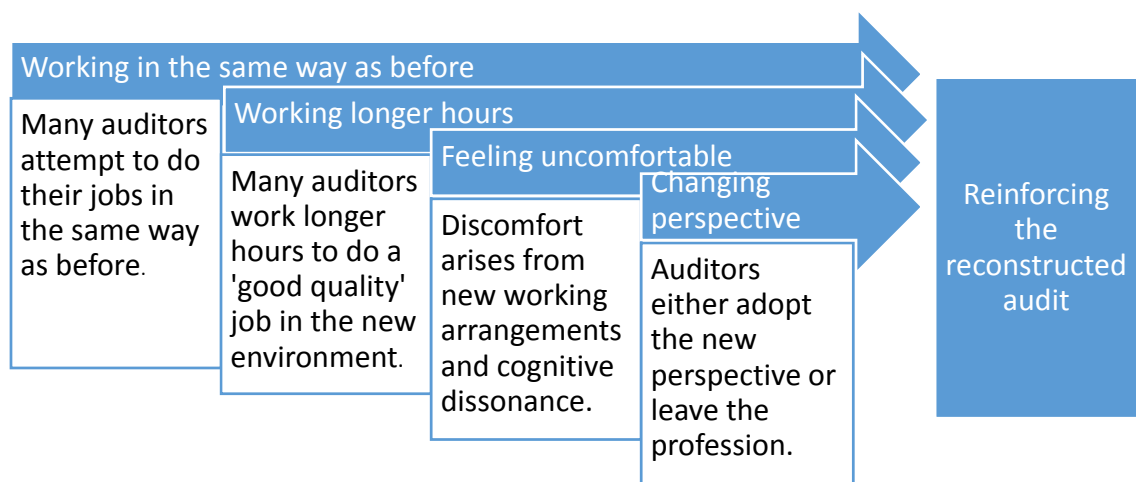 Working in the same way as before
Many auditors
attempt to do
their jobs in
the same way
as before.
Working longer hours
Many auditors
work longer
hours to do a
'good quality'
job in the new
environment.
Feeling uncomfortable
Discomfort
arises from
new working
arrangements
and cognitive
dissonance.
Changing
perspective
Auditors
either adopt
the new
perspective or
leave the
profession.
Reinforcing
the
reconstructed
audit